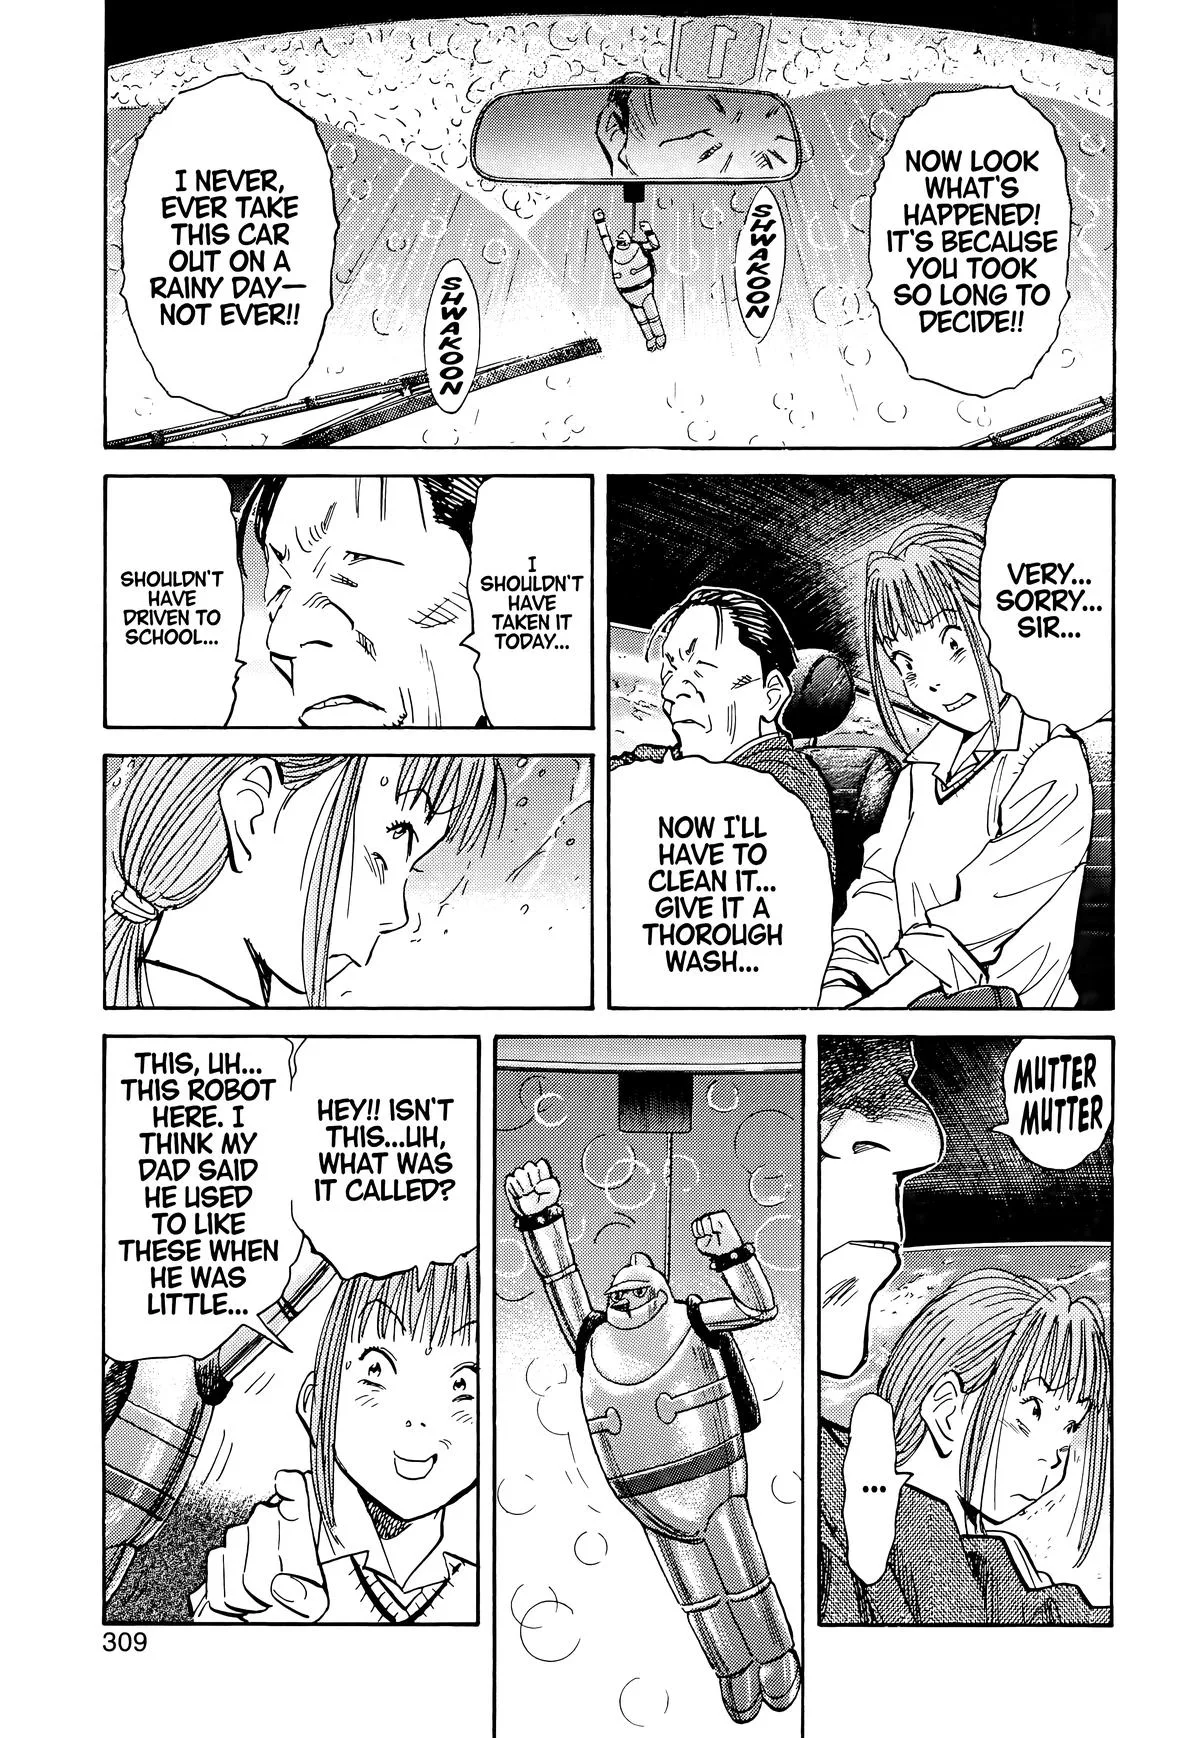 NOW LOOK
WHAT'S
HAPPENED!
IT'S BECAUSE
YOU TOOK
SO LONG TO
DECIDE!!
SHWAKOON
I NEVER,
EVER TAKE
THIS CAR
OUT ON A
RAINY DAY—
NOT EVER!!
SHWAKOON
VERY...
SORRY...
SIR...
NOW I'LL
HAVE TO
CLEAN IT...
GIVE IT A
THOROUGH
WASH...
I
SHOULDN'T
HAVE
TAKEN IT
TODAY...
SHOULDN'T
HAVE
DRIVEN TO
SCHOOL...
MUTTER
MUTTER
...
HEY!! ISN'T
THIS...UH,
WHAT WAS
IT CALLED?
THIS, UH...
THIS ROBOT
HERE. I
THINK MY
DAD SAID
HE USED
TO LIKE
THESE WHEN
HE WAS
LITTLE...
309